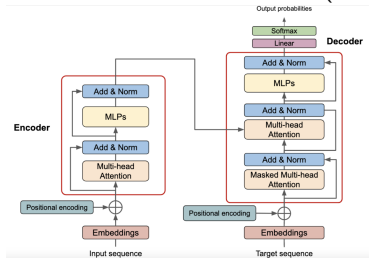 Output probabilities
Softmax
Decoder
Linear
Add & Norm
MLPs
Add & Norm
Multi-head
Attention
Add & Norm
Masked Multi-head
Attention
Positional encoding
Embeddings
Target sequence
Encoder
Add & Norm
MLPs
Add & Norm
Multi-head
Attention
Positional encoding
Embeddings
Input sequence